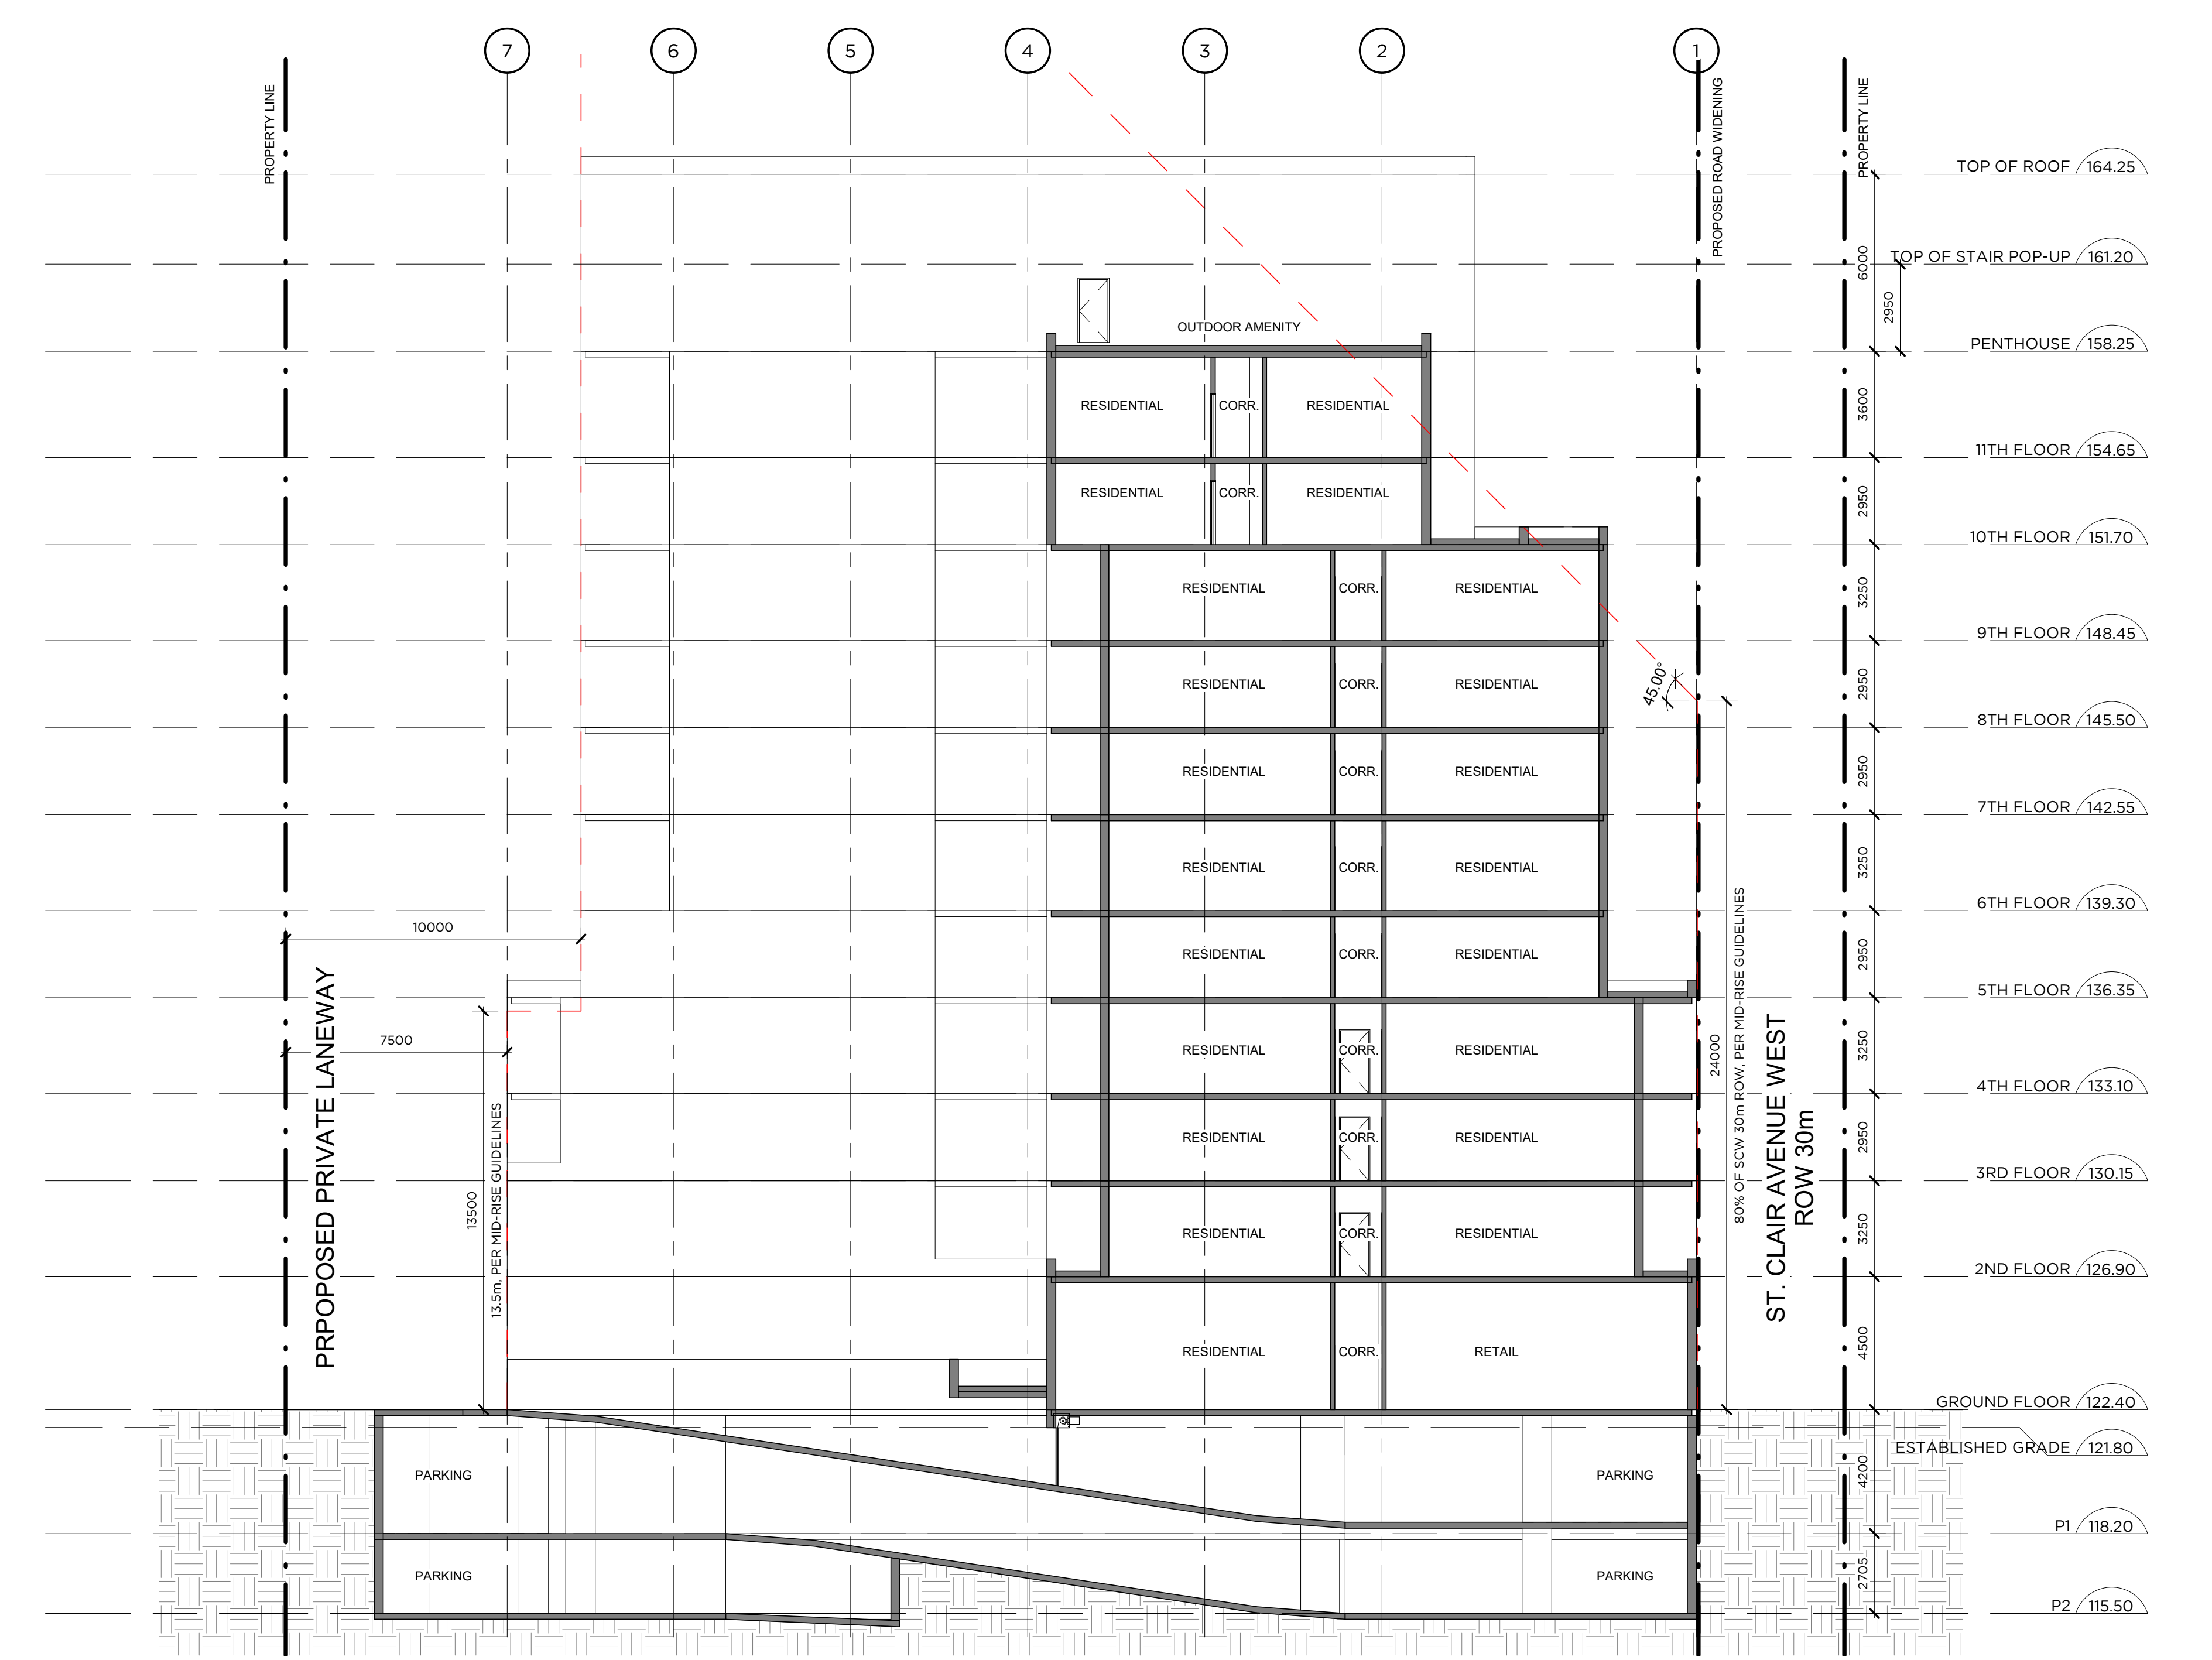 7
6
5
4
3
2
1
PROPERTY LINE
PROPOSED ROAD WIDENING
PROPERTY LINE
TOP OF ROOF 164.25
6000
TOP OF STAIR POP-UP 161.20
2950
OUTDOOR AMENITY
PENTHOUSE 158.25
RESIDENTIAL CORR. RESIDENTIAL
3600
11TH FLOOR 154.65
RESIDENTIAL CORR. RESIDENTIAL
2950
10TH FLOOR 151.70
RESIDENTIAL CORR. RESIDENTIAL
3250
9TH FLOOR 148.45
RESIDENTIAL CORR. RESIDENTIAL
45.00°
2950
8TH FLOOR 145.50
RESIDENTIAL CORR. RESIDENTIAL
2950
7TH FLOOR 142.55
RESIDENTIAL CORR. RESIDENTIAL
3250
6TH FLOOR 139.30
10000
RESIDENTIAL CORR. RESIDENTIAL
2950
5TH FLOOR 136.35
7500
RESIDENTIAL CORR. RESIDENTIAL
3250
4TH FLOOR 133.10
RESIDENTIAL CORR. RESIDENTIAL
2950
3RD FLOOR 130.15
RESIDENTIAL CORR. RESIDENTIAL
3250
2ND FLOOR 126.90
PRPOPOSED PRIVATE LANEWAY
13500
13.5m, PER MID-RISE GUIDELINES
24000
80% OF SCW 30m ROW, PER MID-RISE GUIDELINES
ST. CLAIR AVENUE WEST
ROW 30m
RESIDENTIAL CORR. RETAIL
4500
GROUND FLOOR 122.40
ESTABLISHED GRADE 121.80
PARKING PARKING
4200
P1 118.20
PARKING PARKING
2705
P2 115.50